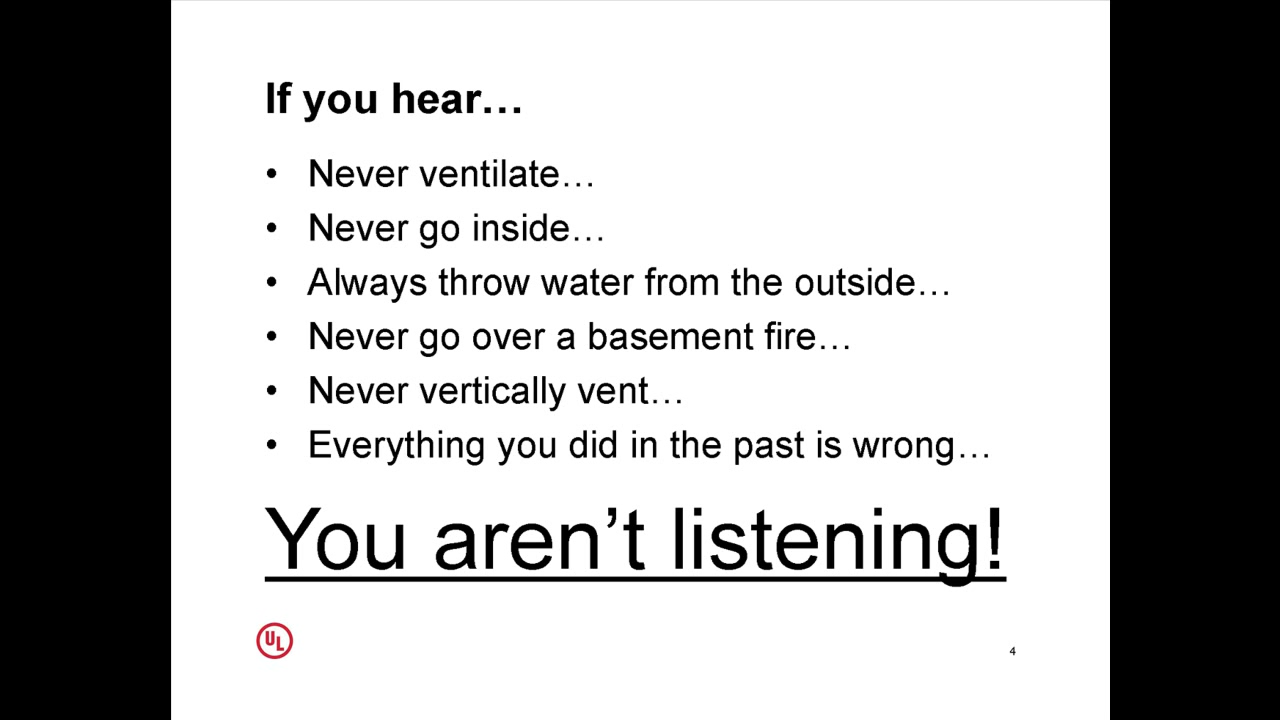 If you hear…
• Never ventilate…
• Never go inside…
• Always throw water from the outside…
• Never go over a basement fire…
• Never vertically vent…
• Everything you did in the past is wrong…
You aren’t listening!
UL
4